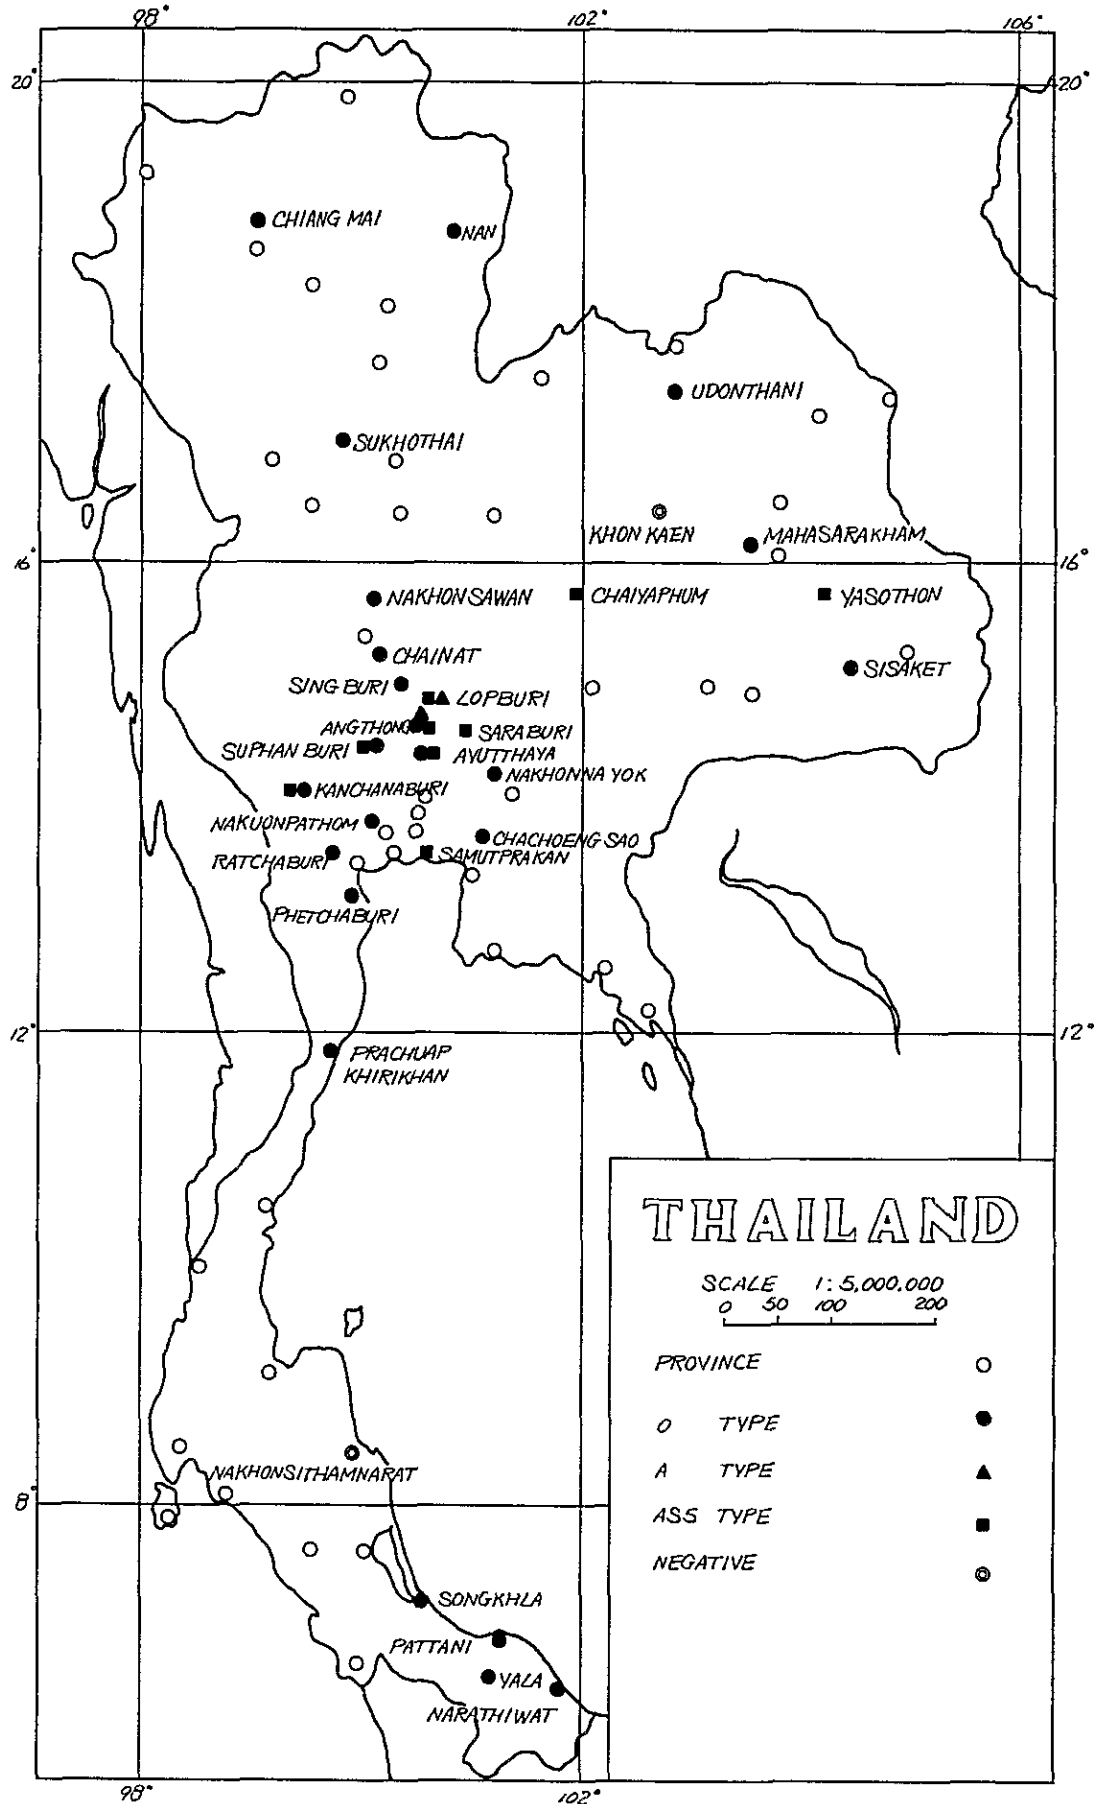 98° 102° 106°
20° 20°
CHIANG MAI
NAN
UDONTHANI
SUKHOTHAI
KHON KAEN
MAHASARAKHAM
16° 16°
NAKHONSAWAN
CHAIYAPHUM
YASOTHON
CHAINAT
SISAKET
SING BURI
LOPBURI
ANGTHONG
SARABURI
SUPHAN BURI
AYUTTHAYA
NAKHONNA YOK
KANCHANABURI
NAKUONPATHOM
CHACHOENG SAO
RATCHABURI
SAMUTPRAKAN
PHETCHABURI
12° 12°
PRACHUAP
KHIRIKHAN
THAILAND
SCALE 1:5,000.000
0 50 100 200
PROVINCE
O TYPE
A TYPE
ASS TYPE
NEGATIVE
NAKHONSITHAMNARAT
8°
SONGKHLA
PATTANI
YALA
NARATHIWAT
98° 102°